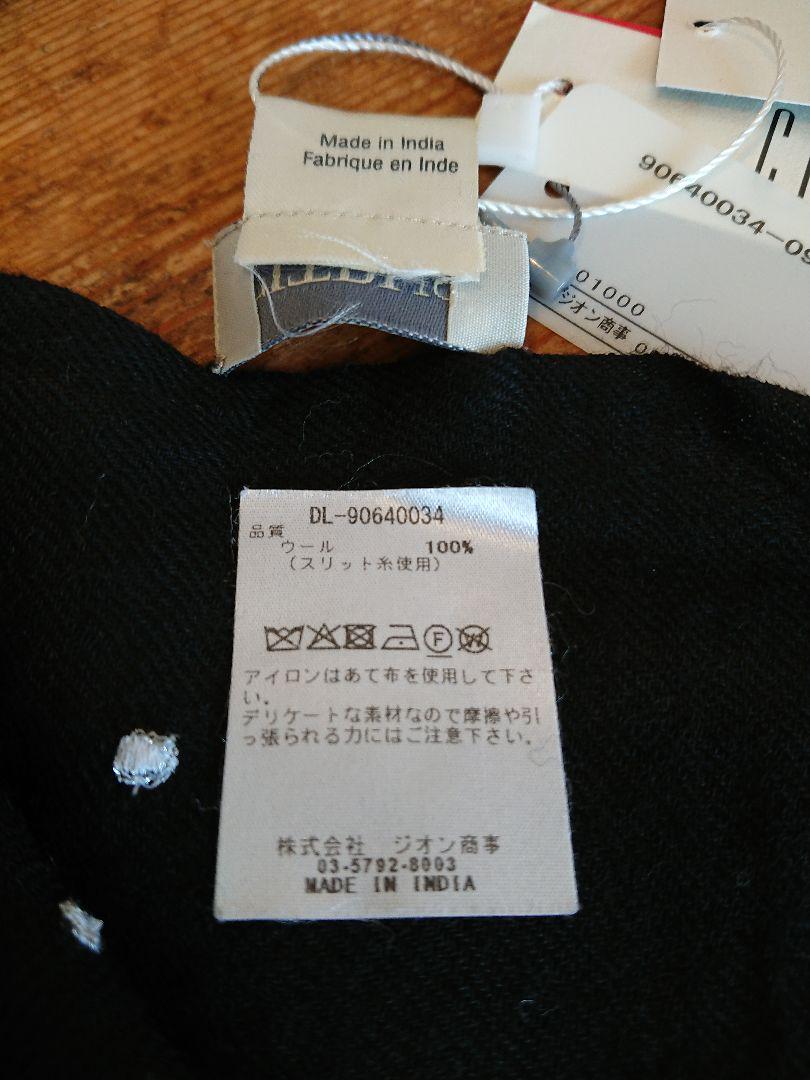 Made in India
Fabrique en Inde
90640034-09
01000
ジオン商事
DL-90640034
品質
ウール 100%
(スリット糸使用)
アイロンはあて布を使用して下さ
い。
デリケートな素材なので摩擦や引
っ張られる力にはご注意下さい。
株式会社 ジオン商事
03-5792-8003
MADE IN INDIA